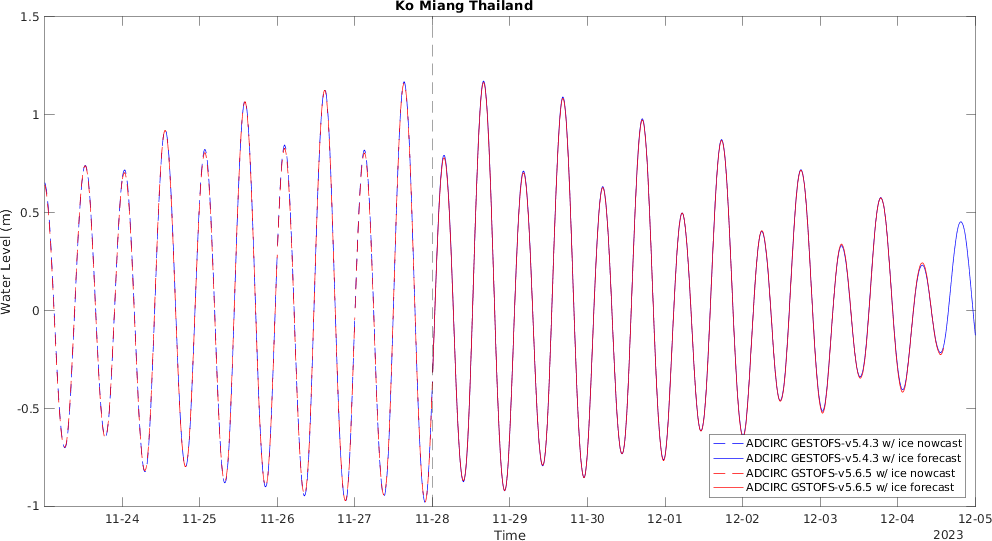 Ko Miang Thailand
1.5
1
0.5
0
-0.5
-1
Water Level (m)
11-24
11-25
11-26
11-27
11-28
11-29
11-30
12-01
12-02
12-03
12-04
12-05
2023
Time
ADCIRC GESTOFS-v5.4.3 w/ ice nowcast
ADCIRC GESTOFS-v5.4.3 w/ ice forecast
ADCIRC GSTOFS-v5.6.5 w/ ice nowcast
ADCIRC GSTOFS-v5.6.5 w/ ice forecast